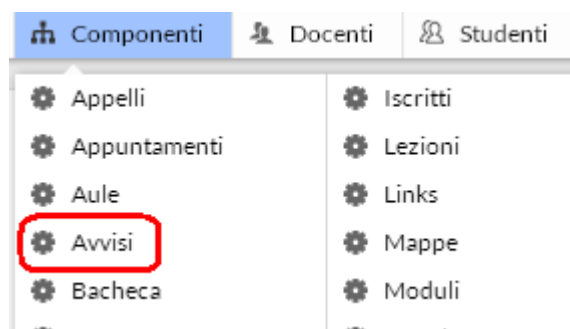 Componenti Docenti Studenti
Appelli Iscritti
Appuntamenti Lezioni
Aule Links
Avvisi Mappe
Bacheca Moduli